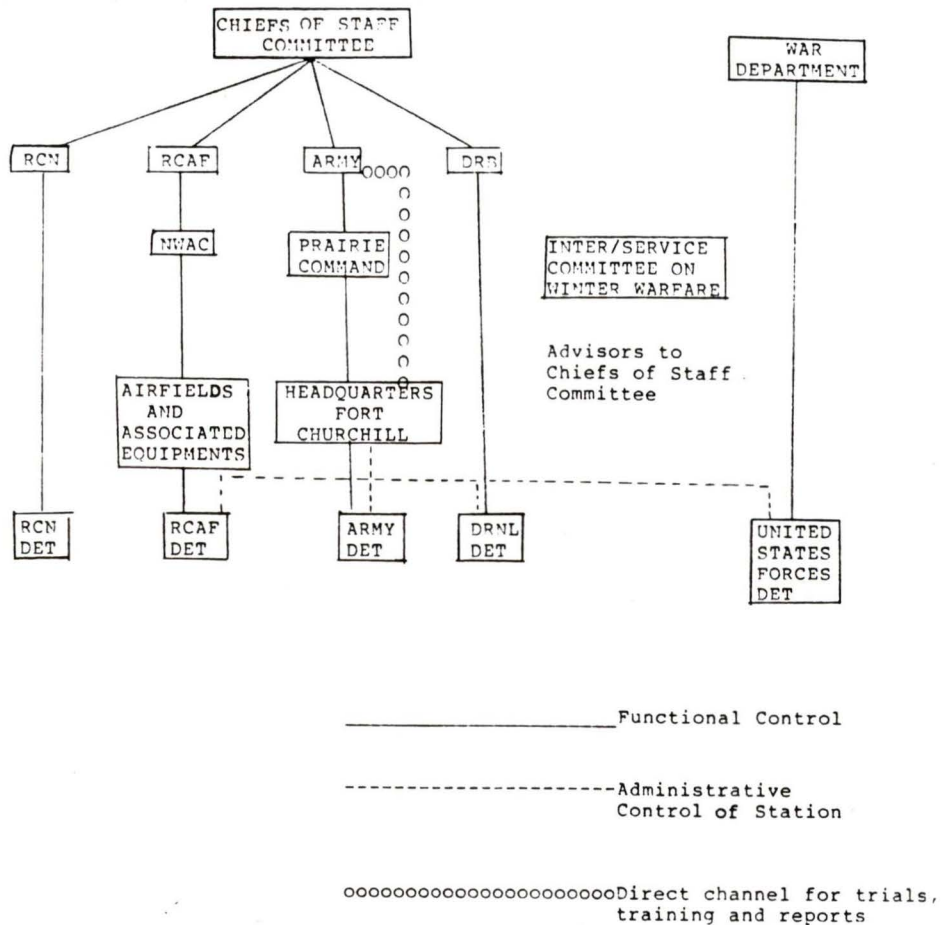 CHIEFS OF STAFF
COMMITTEE
WAR
DEPARTMENT
RCN
RCAF
ARMY
DRB
oooo
NWAC
PRAIRIE
COMMAND
INTER/SERVICE
COMMITTEE ON
WINTER WARFARE
Advisors to
Chiefs of Staff
Committee
AIRFIELDS
AND
ASSOCIATED
EQUIPMENTS
HEADQUARTERS
FORT
CHURCHILL
RCN
DET
RCAF
DET
ARMY
DET
DRNL
DET
UNITED
STATES
FORCES
DET
Functional Control
Administrative
Control of Station
ooooooooooooooooooooooDirect channel for trials,
training and reports